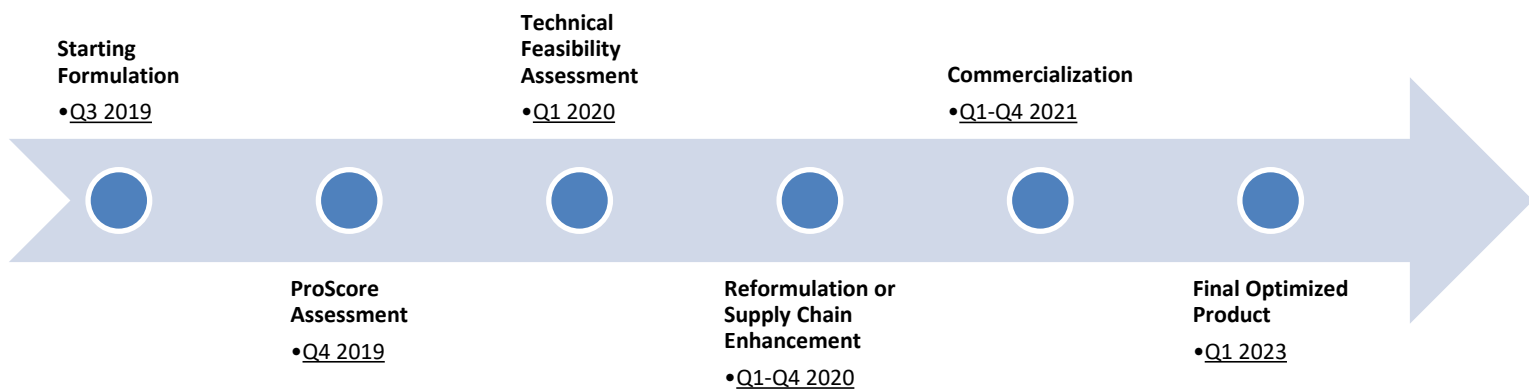 Starting
Formulation
•Q3 2019
ProScore
Assessment
•Q4 2019
Technical
Feasibility
Assessment
•Q1 2020
Reformulation or
Supply Chain
Enhancement
•Q1-Q4 2020
Commercialization
•Q1-Q4 2021
Final Optimized
Product
•Q1 2023